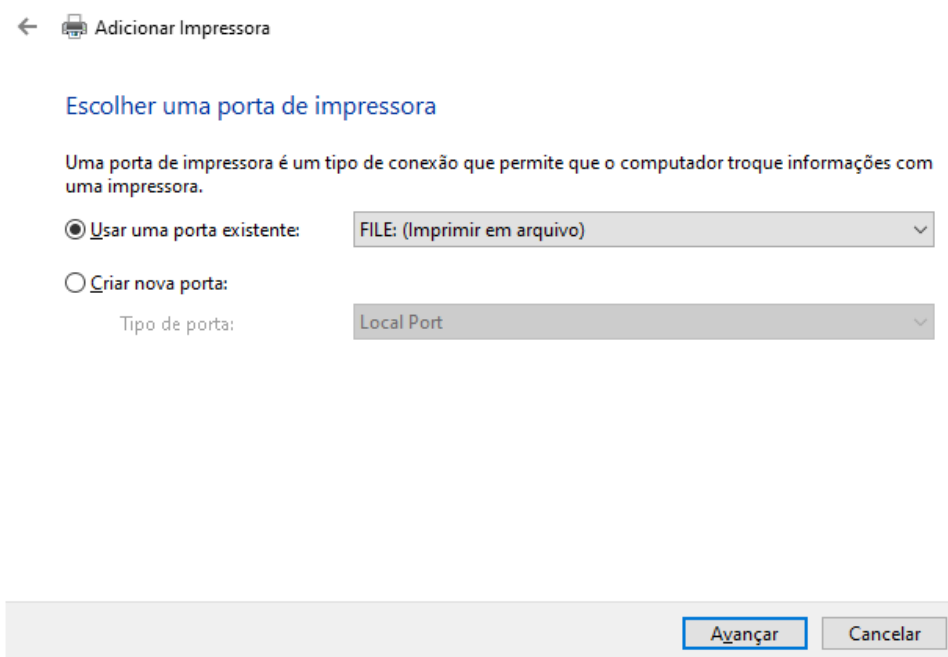 Adicionar Impressora
Escolher uma porta de impressora
Uma porta de impressora é um tipo de conexão que permite que o computador troque informações com
uma impressora.
Usar uma porta existente: FILE: (Imprimir em arquivo)
Criar nova porta:
Tipo de porta: Local Port
Avançar Cancelar